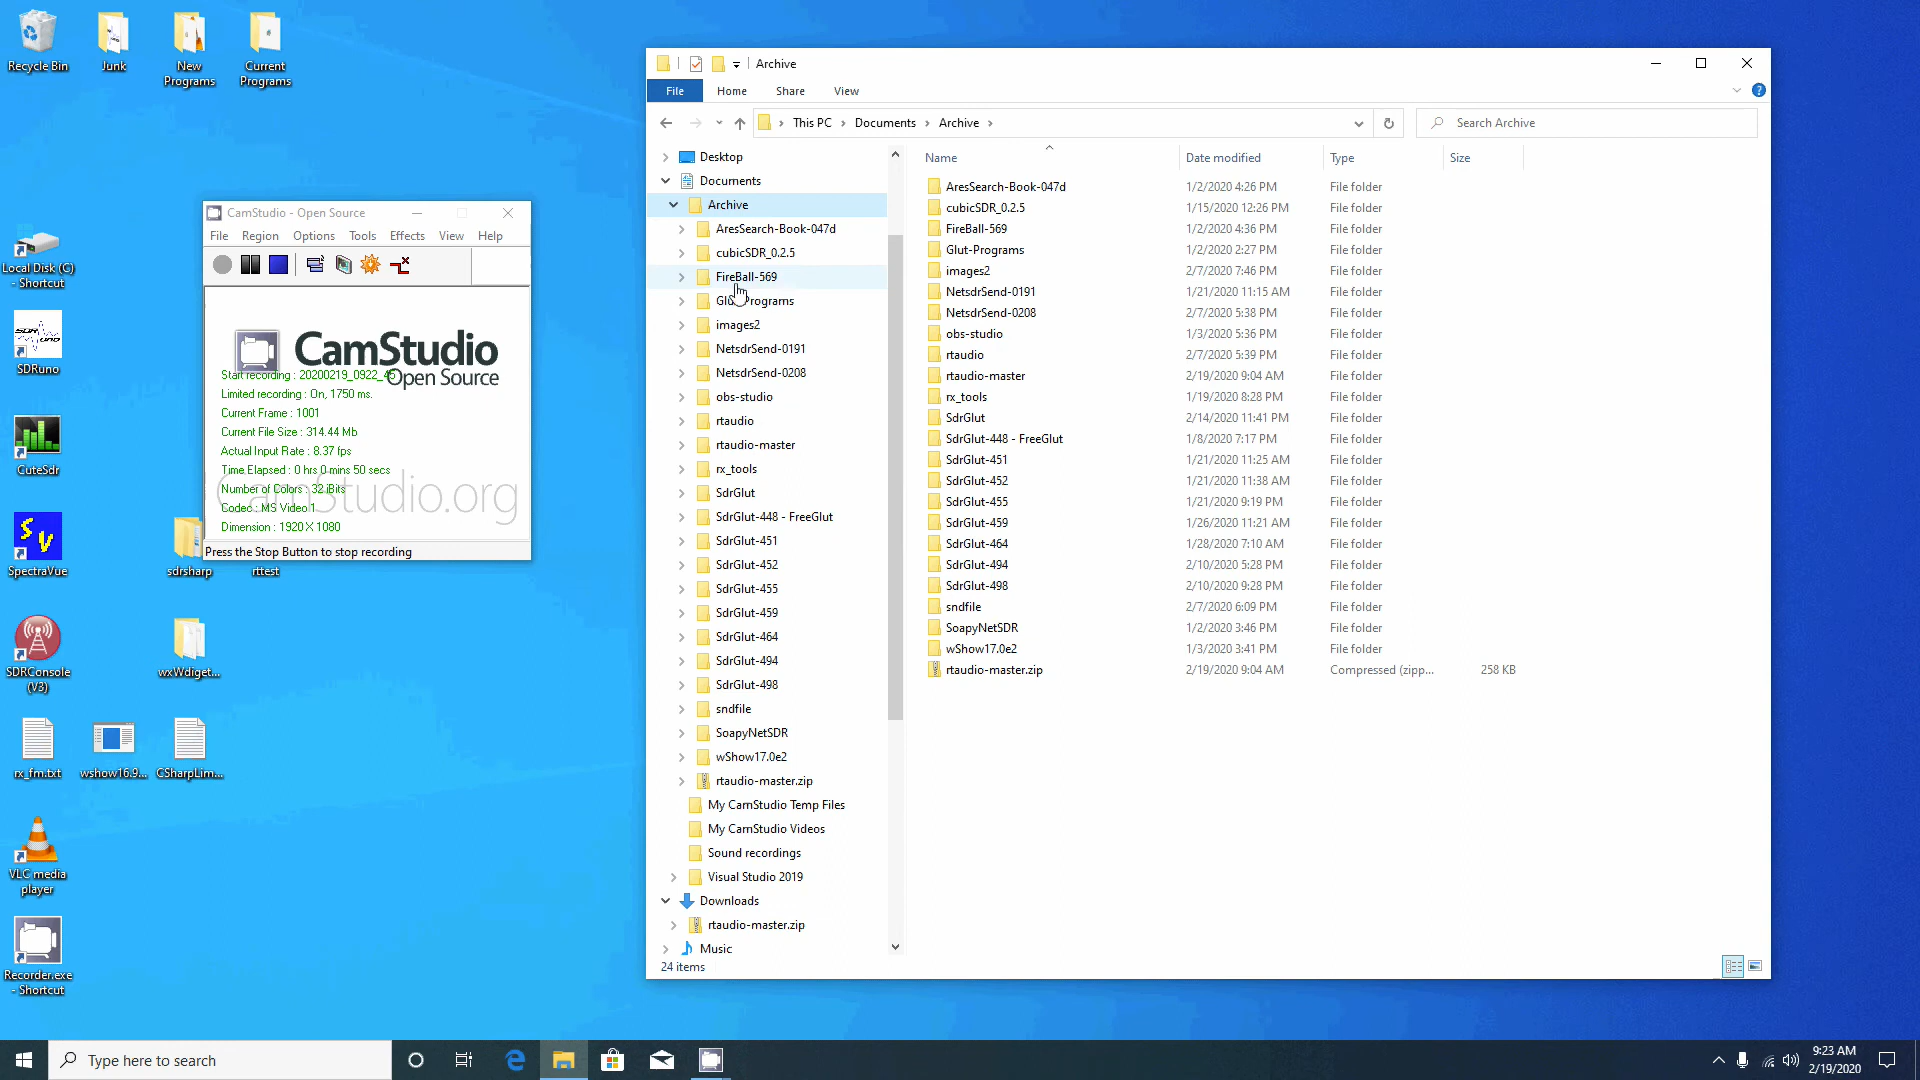 Recycle Bin
Junk
New
Programs
Current
Programs
Local Disk (C)
- Shortcut
SDRuno
CuteSdr
SpectraVue
sdrsharp
rttest
SDRConsole
(V3)
wxWdiget...
rx_fm.txt
wshow16.9...
CSharpLim...
VLC media
player
Recorder.exe
- Shortcut
CamStudio - Open Source
File Region Options Tools Effects View Help
CamStudio
Open Source
Start recording : 20200219_0922_45
Limited recording : On, 1750 ms.
Current Frame : 1001
Current File Size : 314.44 Mb
Actual Input Rate : 8.37 fps
Time Elapsed : 0 hrs 0 mins 50 secs
Number of Colors : 32 iBits
Codec : MS Video 1
Dimension : 1920 X 1080
CamStudio.org
Press the Stop Button to stop recording
Archive
File Home Share View
This PC > Documents > Archive >
Search Archive
Desktop
Documents
Archive
AresSearch-Book-047d
cubicSDR_0.2.5
FireBall-569
Glut-Programs
images2
NetsdrSend-0191
NetsdrSend-0208
obs-studio
rtaudio
rtaudio-master
rx_tools
SdrGlut
SdrGlut-448 - FreeGlut
SdrGlut-451
SdrGlut-452
SdrGlut-455
SdrGlut-459
SdrGlut-464
SdrGlut-494
SdrGlut-498
sndfile
SoapyNetSDR
wShow17.0e2
rtaudio-master.zip
My CamStudio Temp Files
My CamStudio Videos
Sound recordings
Visual Studio 2019
Downloads
rtaudio-master.zip
Music
24 items
Name Date modified Type Size
AresSearch-Book-047d 1/2/2020 4:26 PM File folder
cubicSDR_0.2.5 1/15/2020 12:26 PM File folder
FireBall-569 1/2/2020 4:36 PM File folder
Glut-Programs 1/2/2020 2:27 PM File folder
images2 2/7/2020 7:46 PM File folder
NetsdrSend-0191 1/21/2020 11:15 AM File folder
NetsdrSend-0208 2/7/2020 5:38 PM File folder
obs-studio 1/3/2020 5:36 PM File folder
rtaudio 2/7/2020 5:39 PM File folder
rtaudio-master 2/19/2020 9:04 AM File folder
rx_tools 1/19/2020 8:28 PM File folder
SdrGlut 2/14/2020 11:41 PM File folder
SdrGlut-448 - FreeGlut 1/8/2020 7:17 PM File folder
SdrGlut-451 1/21/2020 11:25 AM File folder
SdrGlut-452 1/21/2020 11:38 AM File folder
SdrGlut-455 1/21/2020 9:19 PM File folder
SdrGlut-459 1/26/2020 11:21 AM File folder
SdrGlut-464 1/28/2020 7:10 AM File folder
SdrGlut-494 2/10/2020 5:28 PM File folder
SdrGlut-498 2/10/2020 9:28 PM File folder
sndfile 2/7/2020 6:09 PM File folder
SoapyNetSDR 1/2/2020 3:46 PM File folder
wShow17.0e2 1/3/2020 3:41 PM File folder
rtaudio-master.zip 2/19/2020 9:04 AM Compressed (zipp... 258 KB
Type here to search
9:23 AM
2/19/2020